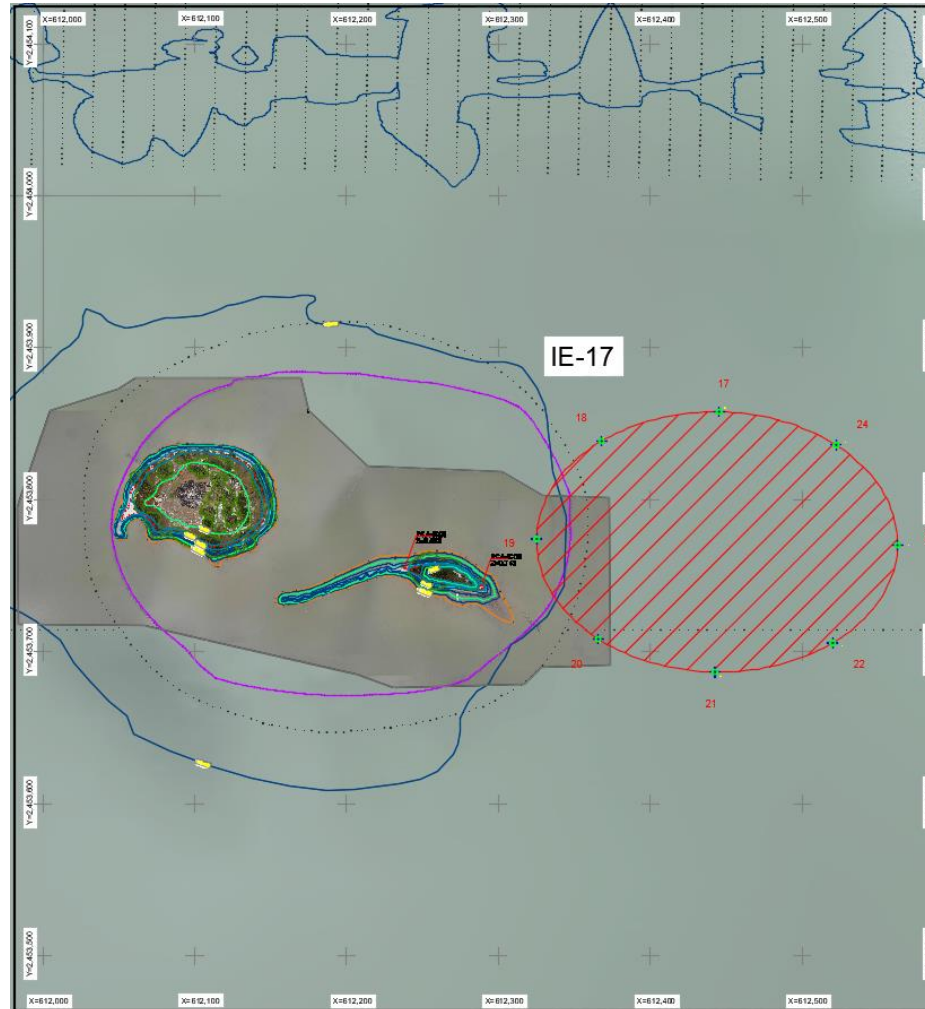 X=612,000
X=612,100
X=612,200
X=612,300
X=612,400
X=612,500
Y=2,454,100
Y=2,454,000
Y=2,453,900
IE-17
17
18
24
Y=2,453,800
19
Y=2,453,700
20
22
21
Y=2,453,600
Y=2,453,500
X=612,000
X=612,100
X=612,200
X=612,300
X=612,400
X=612,500